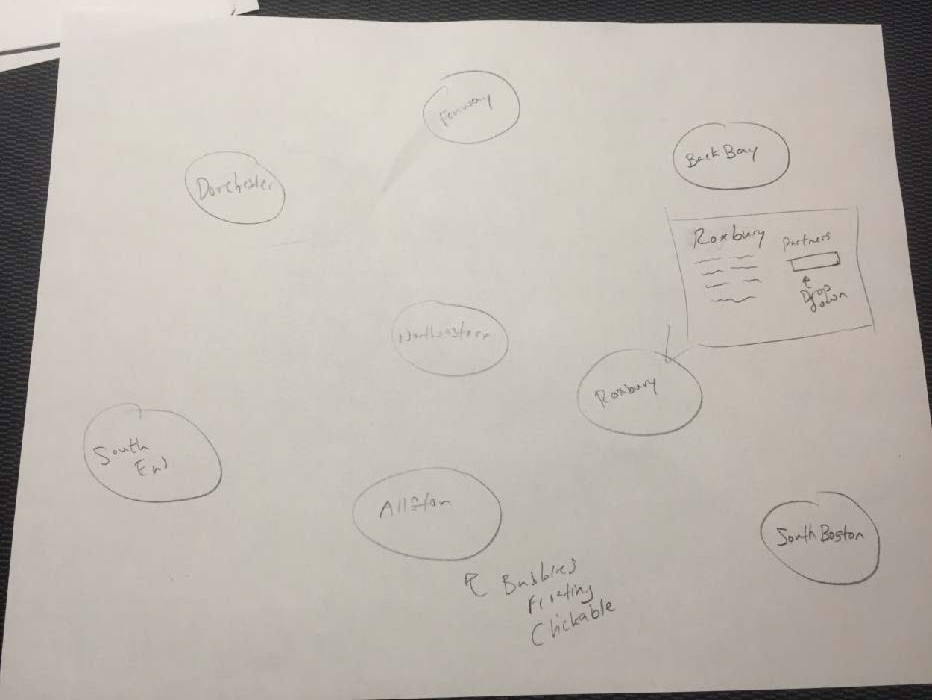 Fenway
Back Bay
Dorchester
Roxbury
Partners
Drop
down
Northeastern
Roxbury
South
End
Allston
South Boston
Bubbles
Floating
Clickable